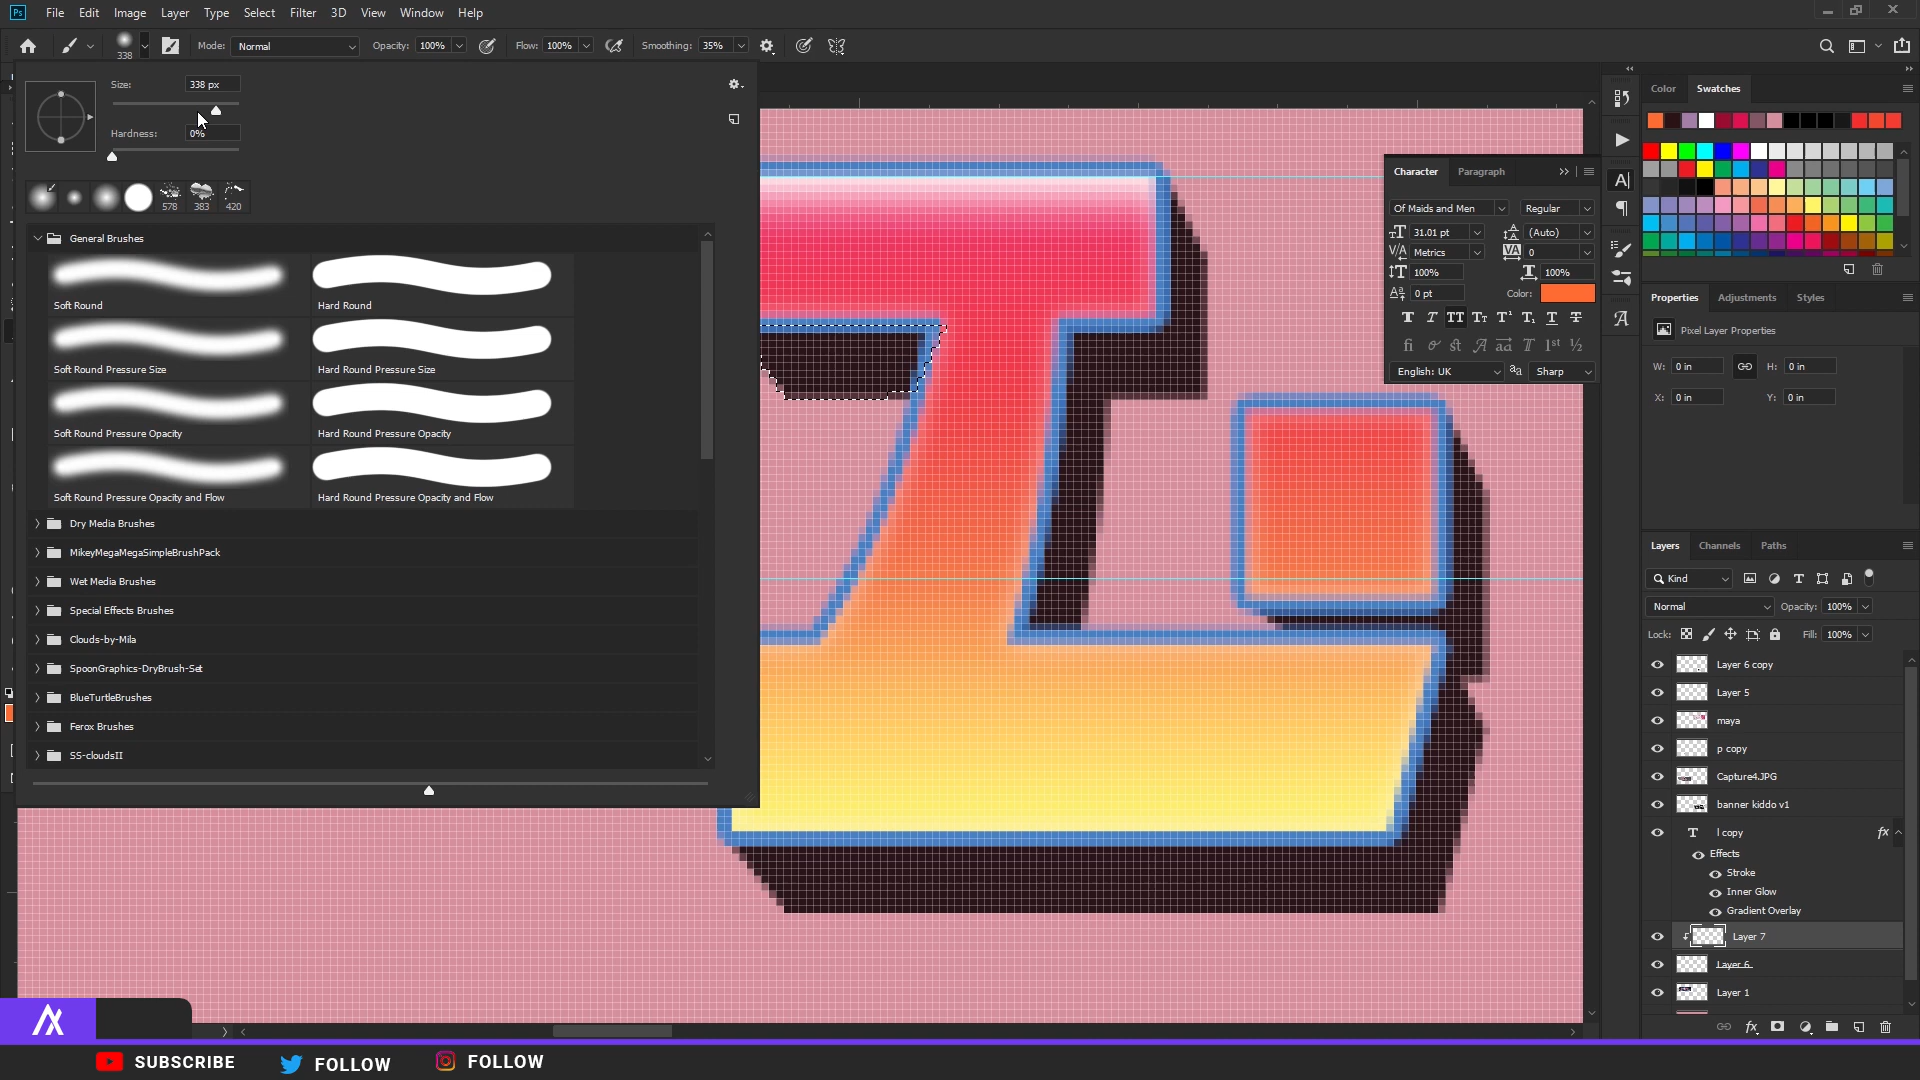 Ps File Edit Image Layer Type Select Filter 3D View Window Help
338 Mode: Normal Opacity: 100% Flow: 100% Smoothing: 35%
Size: 338 px
Hardness: 0%
578 383 420
General Brushes
Soft Round Hard Round
Soft Round Pressure Size Hard Round Pressure Size
Soft Round Pressure Opacity Hard Round Pressure Opacity
Soft Round Pressure Opacity and Flow Hard Round Pressure Opacity and Flow
Dry Media Brushes
MikeyMegaMegaSimpleBrushPack
Wet Media Brushes
Special Effects Brushes
Clouds-by-Mila
SpoonGraphics-DryBrush-Set
BlueTurtleBrushes
Ferox Brushes
SS-cloudsII
Character Paragraph
Of Maids and Men Regular
31.01 pt (Auto)
Metrics 0
100% 100%
0 pt Color:
English: UK Sharp
Color Swatches
Properties Adjustments Styles
Pixel Layer Properties
W: 0 in H: 0 in
X: 0 in Y: 0 in
Layers Channels Paths
Kind
Normal Opacity: 100%
Lock: Fill: 100%
Layer 6 copy
Layer 5
maya
p copy
Capture4.JPG
banner kiddo v1
l copy fx
Effects
Stroke
Inner Glow
Gradient Overlay
Layer 7
Layer 6
Layer 1
SUBSCRIBE FOLLOW FOLLOW